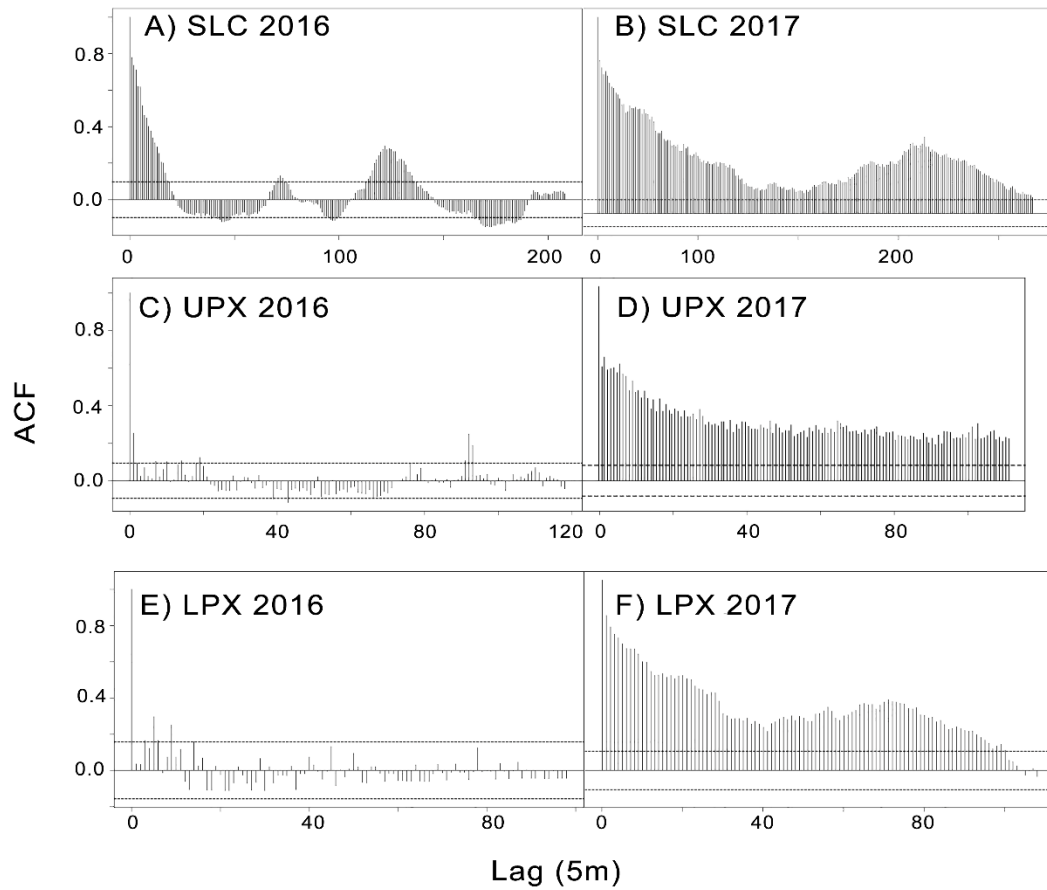 A) SLC 2016
B) SLC 2017
0.8
0.4
0.0
0 100 200
0 100 200
C) UPX 2016
D) UPX 2017
0.8
0.4
0.0
0 40 60 80 120
0 40 80
ACF
E) LPX 2016
F) LPX 2017
0.8
0.4
0.0
0 40 80
0 40 80
Lag (5m)